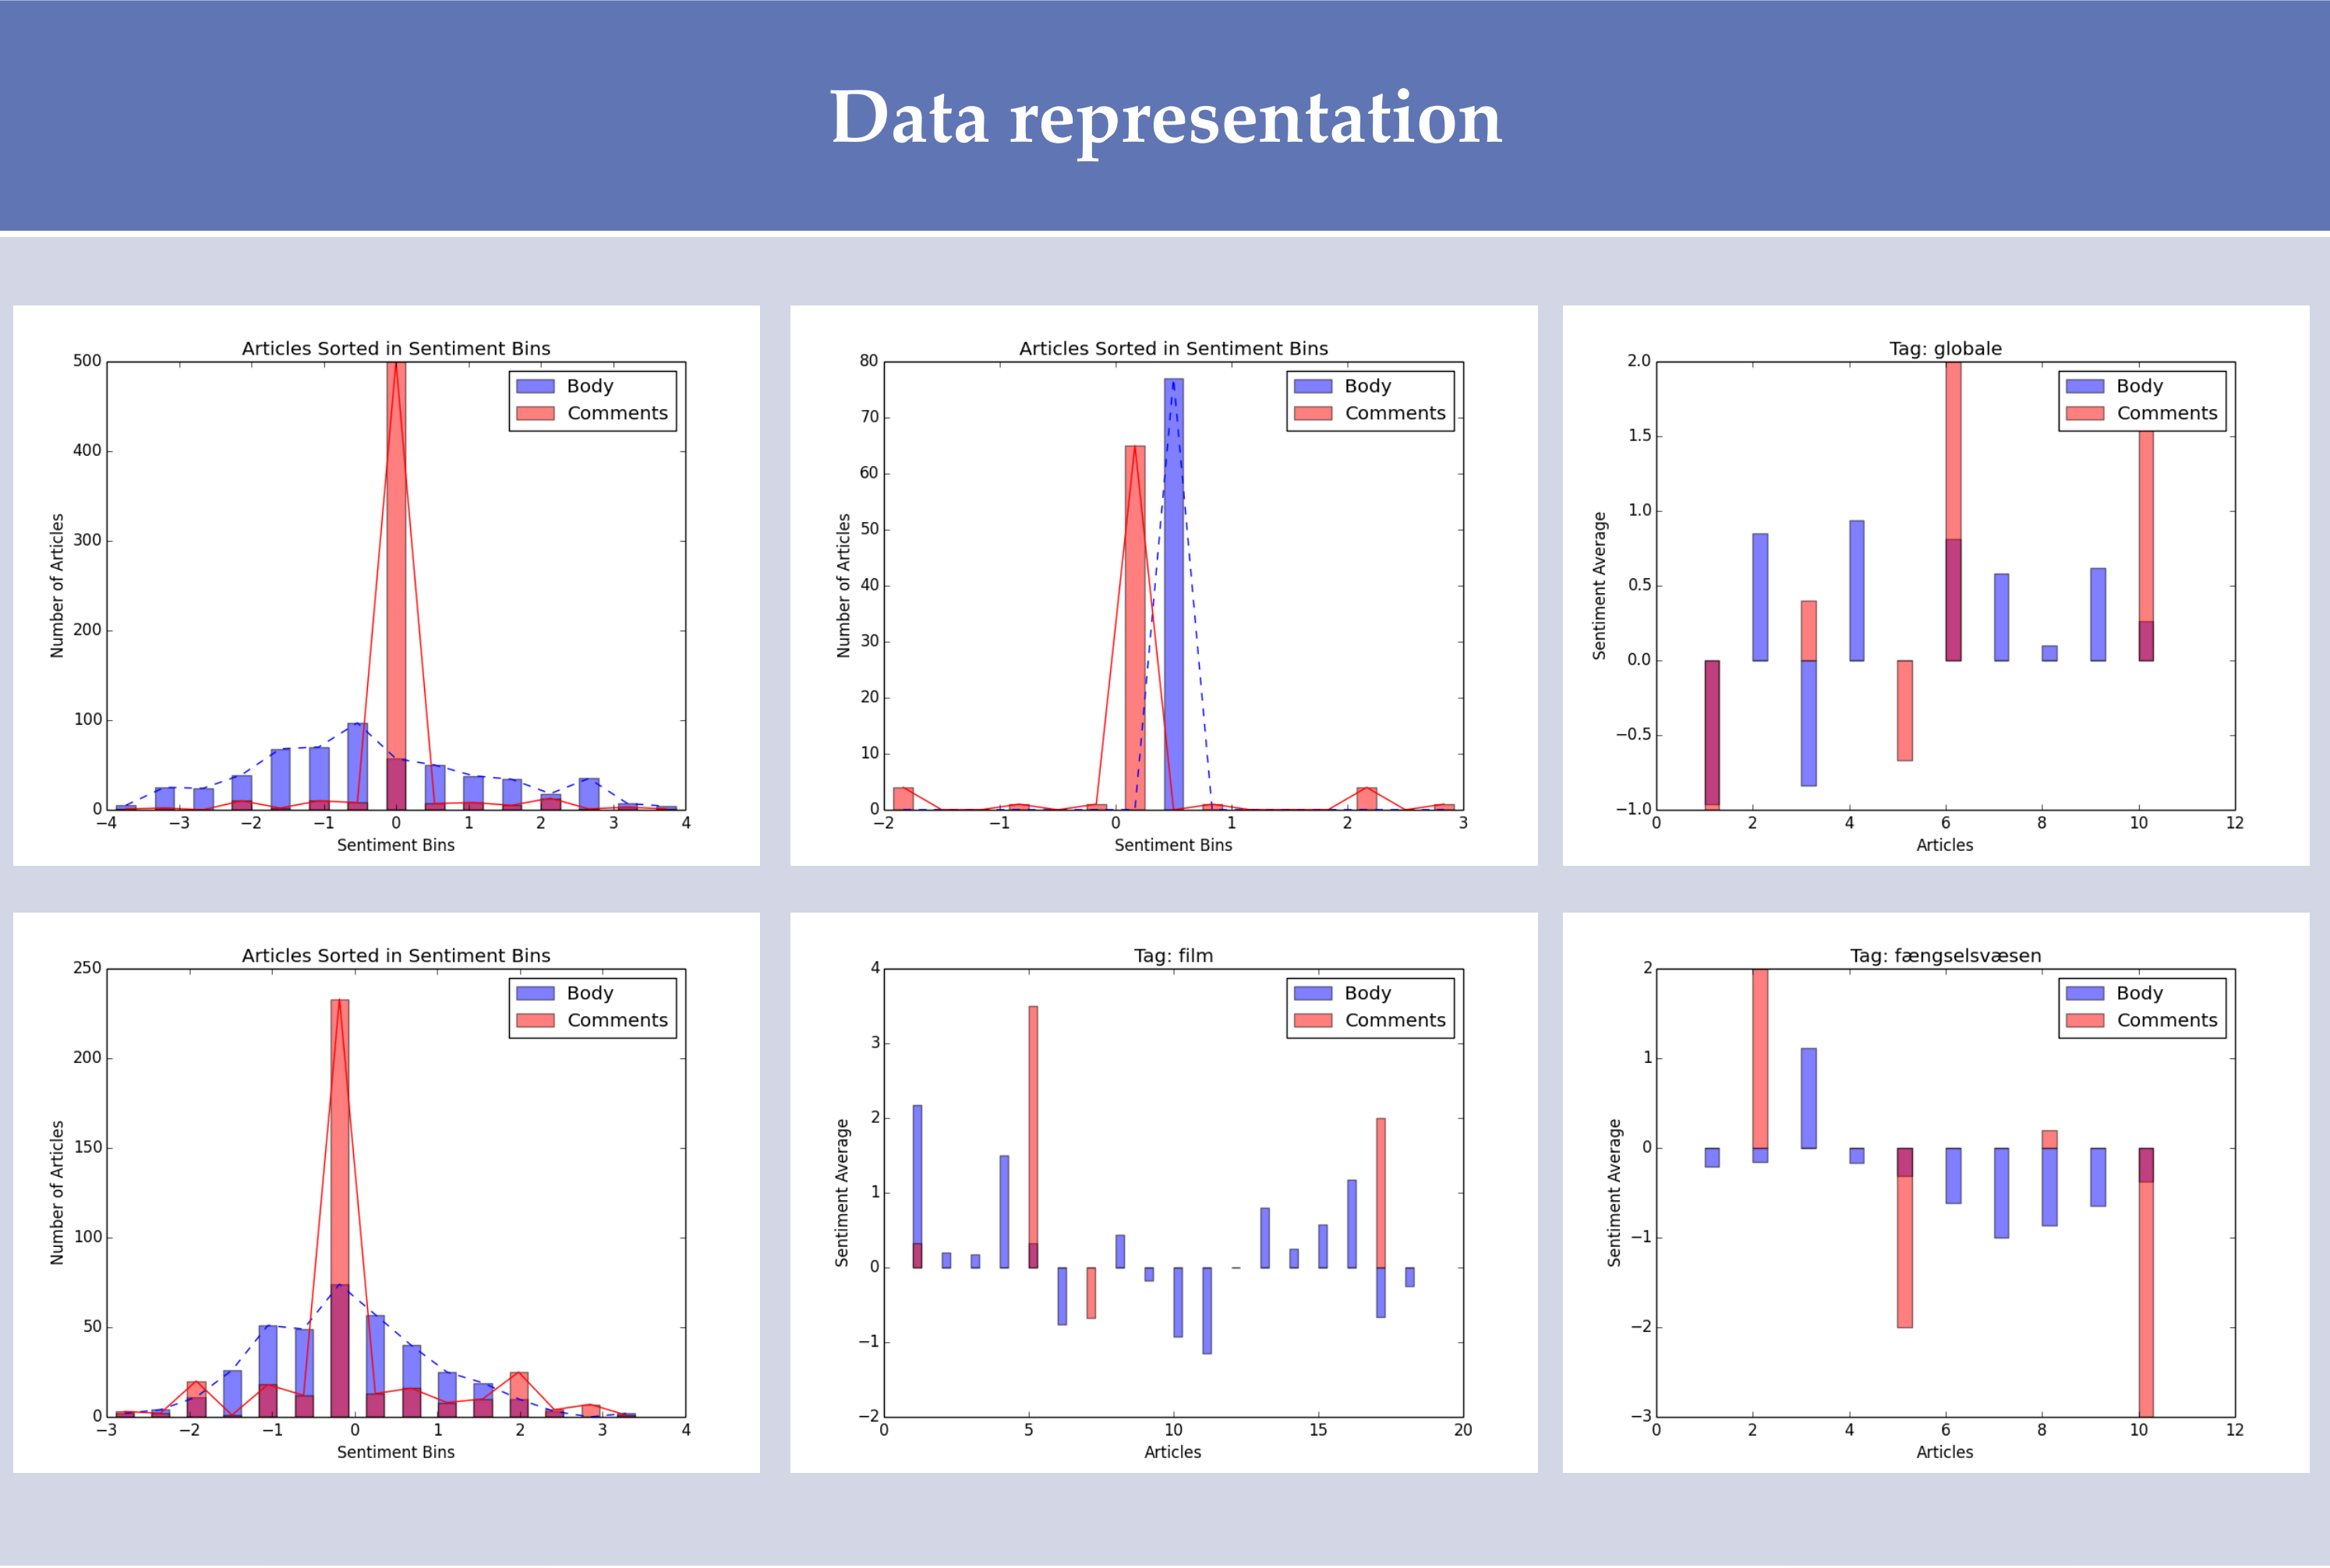 Data representation
Articles Sorted in Sentiment Bins
500
400
300
200
100
0
Number of Articles
Body
Comments
−4 −3 −2 −1 0 1 2 3 4
Sentiment Bins
Articles Sorted in Sentiment Bins
80
70
60
50
40
30
20
10
0
Number of Articles
Body
Comments
−2 −1 0 1 2 3
Sentiment Bins
Tag: globale
2.0
1.5
1.0
0.5
0.0
−0.5
−1.0
Sentiment Average
Body
Comments
0 2 4 6 8 10 12
Articles
Articles Sorted in Sentiment Bins
250
200
150
100
50
0
Number of Articles
Body
Comments
−3 −2 −1 0 1 2 3 4
Sentiment Bins
Tag: film
4
3
2
1
0
−1
−2
Sentiment Average
Body
Comments
0 5 10 15 20
Articles
Tag: fængselsvæsen
2
1
0
−1
−2
−3
Sentiment Average
Body
Comments
0 2 4 6 8 10 12
Articles